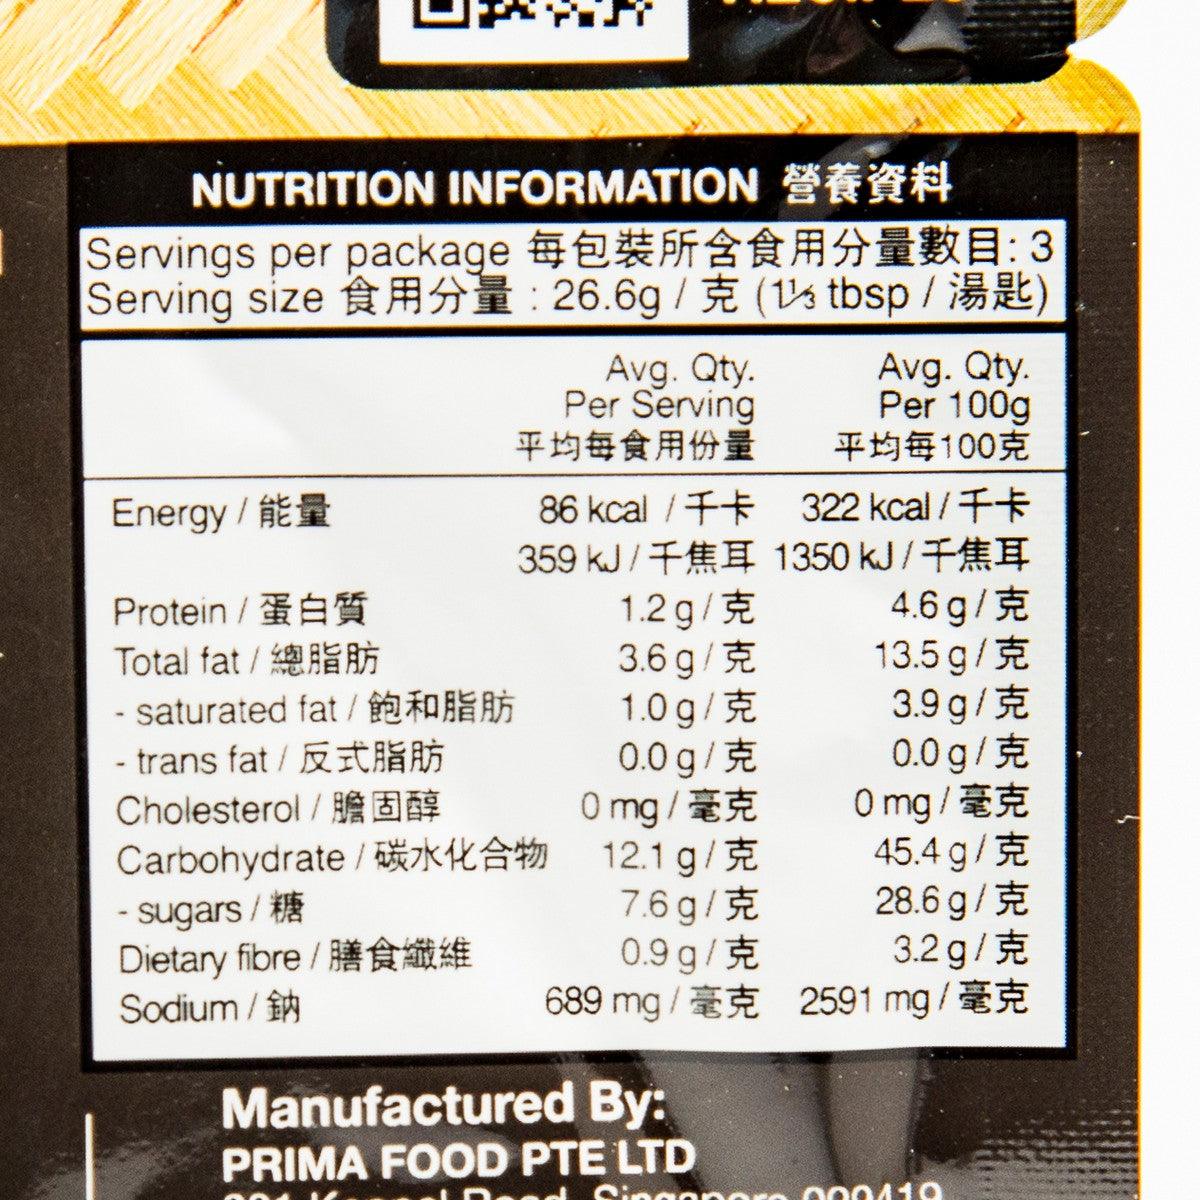 NUTRITION INFORMATION 營養資料
Servings per package 每包裝所含食用分量數目: 3
Serving size 食用分量 : 26.6g / 克 (1⅓ tbsp / 湯匙)
Avg. Qty. Avg. Qty.
Per Serving Per 100g
平均每食用份量 平均每100克
Energy / 能量 86 kcal / 千卡 322 kcal / 千卡
359 kJ / 千焦耳 1350 kJ / 千焦耳
Protein / 蛋白質 1.2 g / 克 4.6 g / 克
Total fat / 總脂肪 3.6 g / 克 13.5 g / 克
- saturated fat / 飽和脂肪 1.0 g / 克 3.9 g / 克
- trans fat / 反式脂肪 0.0 g / 克 0.0 g / 克
Cholesterol / 膽固醇 0 mg / 毫克 0 mg / 毫克
Carbohydrate / 碳水化合物 12.1 g / 克 45.4 g / 克
- sugars / 糖 7.6 g / 克 28.6 g / 克
Dietary fibre / 膳食纖維 0.9 g / 克 3.2 g / 克
Sodium / 鈉 689 mg / 毫克 2591 mg / 毫克
Manufactured By:
PRIMA FOOD PTE LTD
Road, Singapore